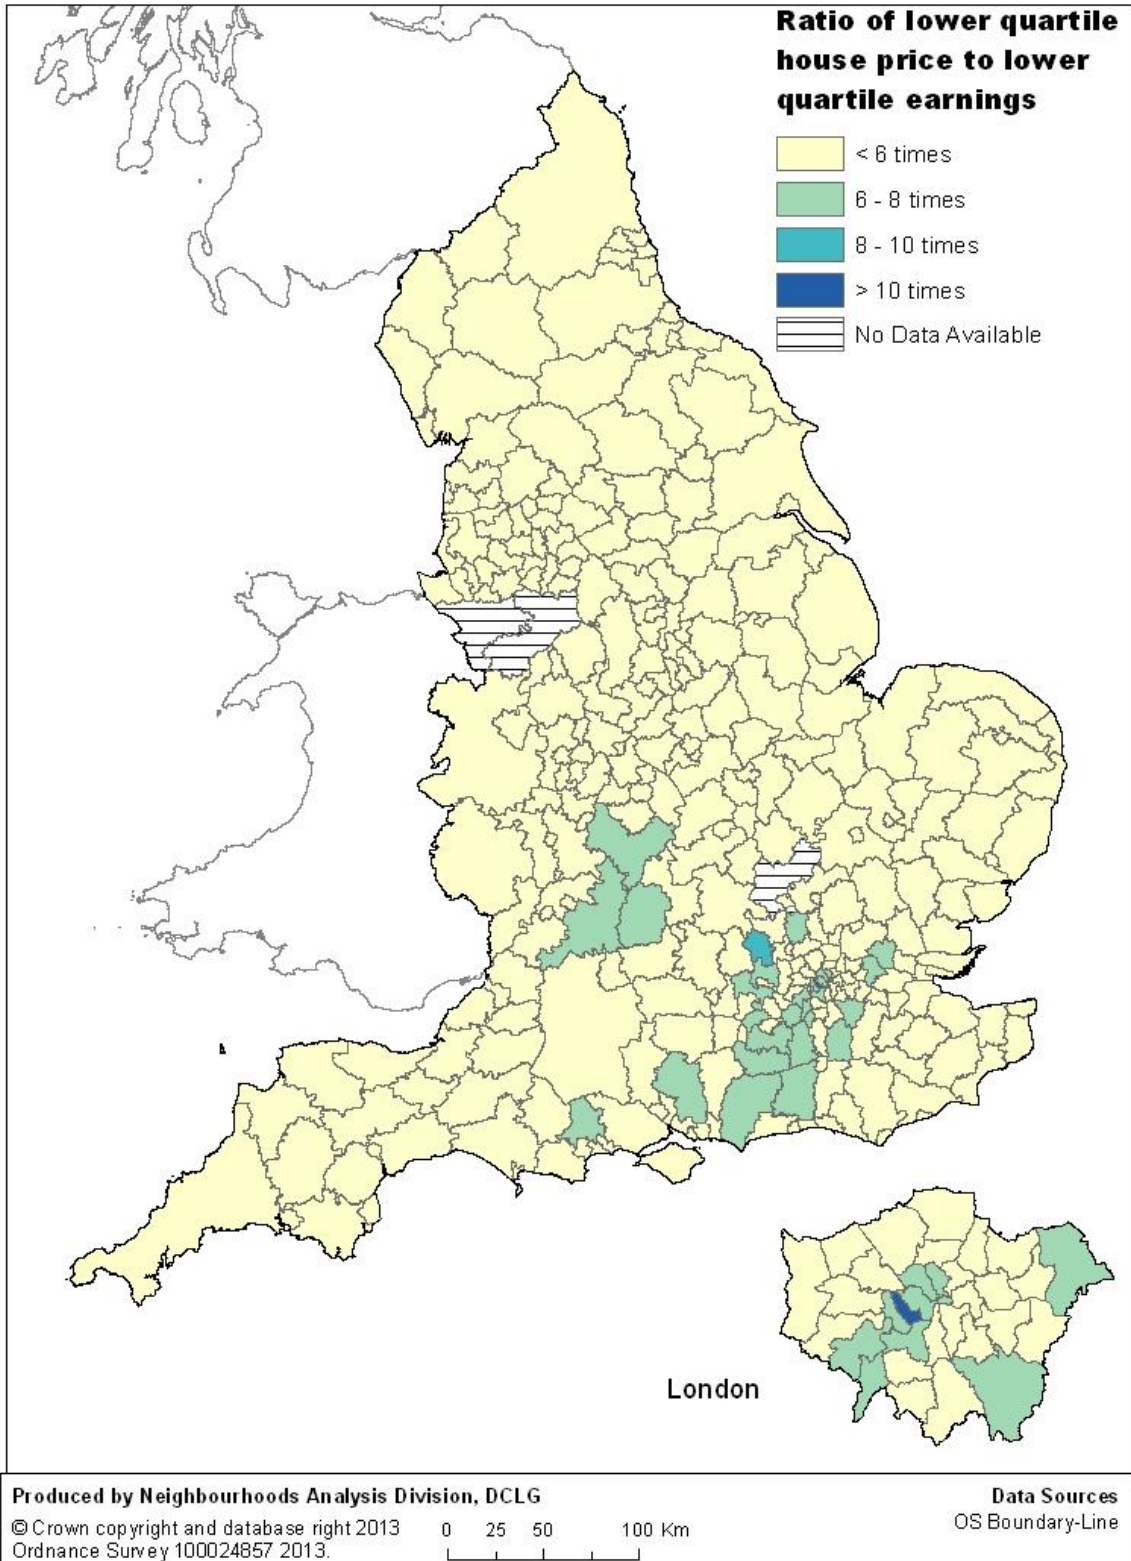 Ratio of lower quartile
house price to lower
quartile earnings
< 6 times
6 - 8 times
8 - 10 times
> 10 times
No Data Available
London
Produced by Neighbourhoods Analysis Division, DCLG
© Crown copyright and database right 2013
Ordnance Survey 100024857 2013.
0 25 50 100 Km
Data Sources
OS Boundary-Line